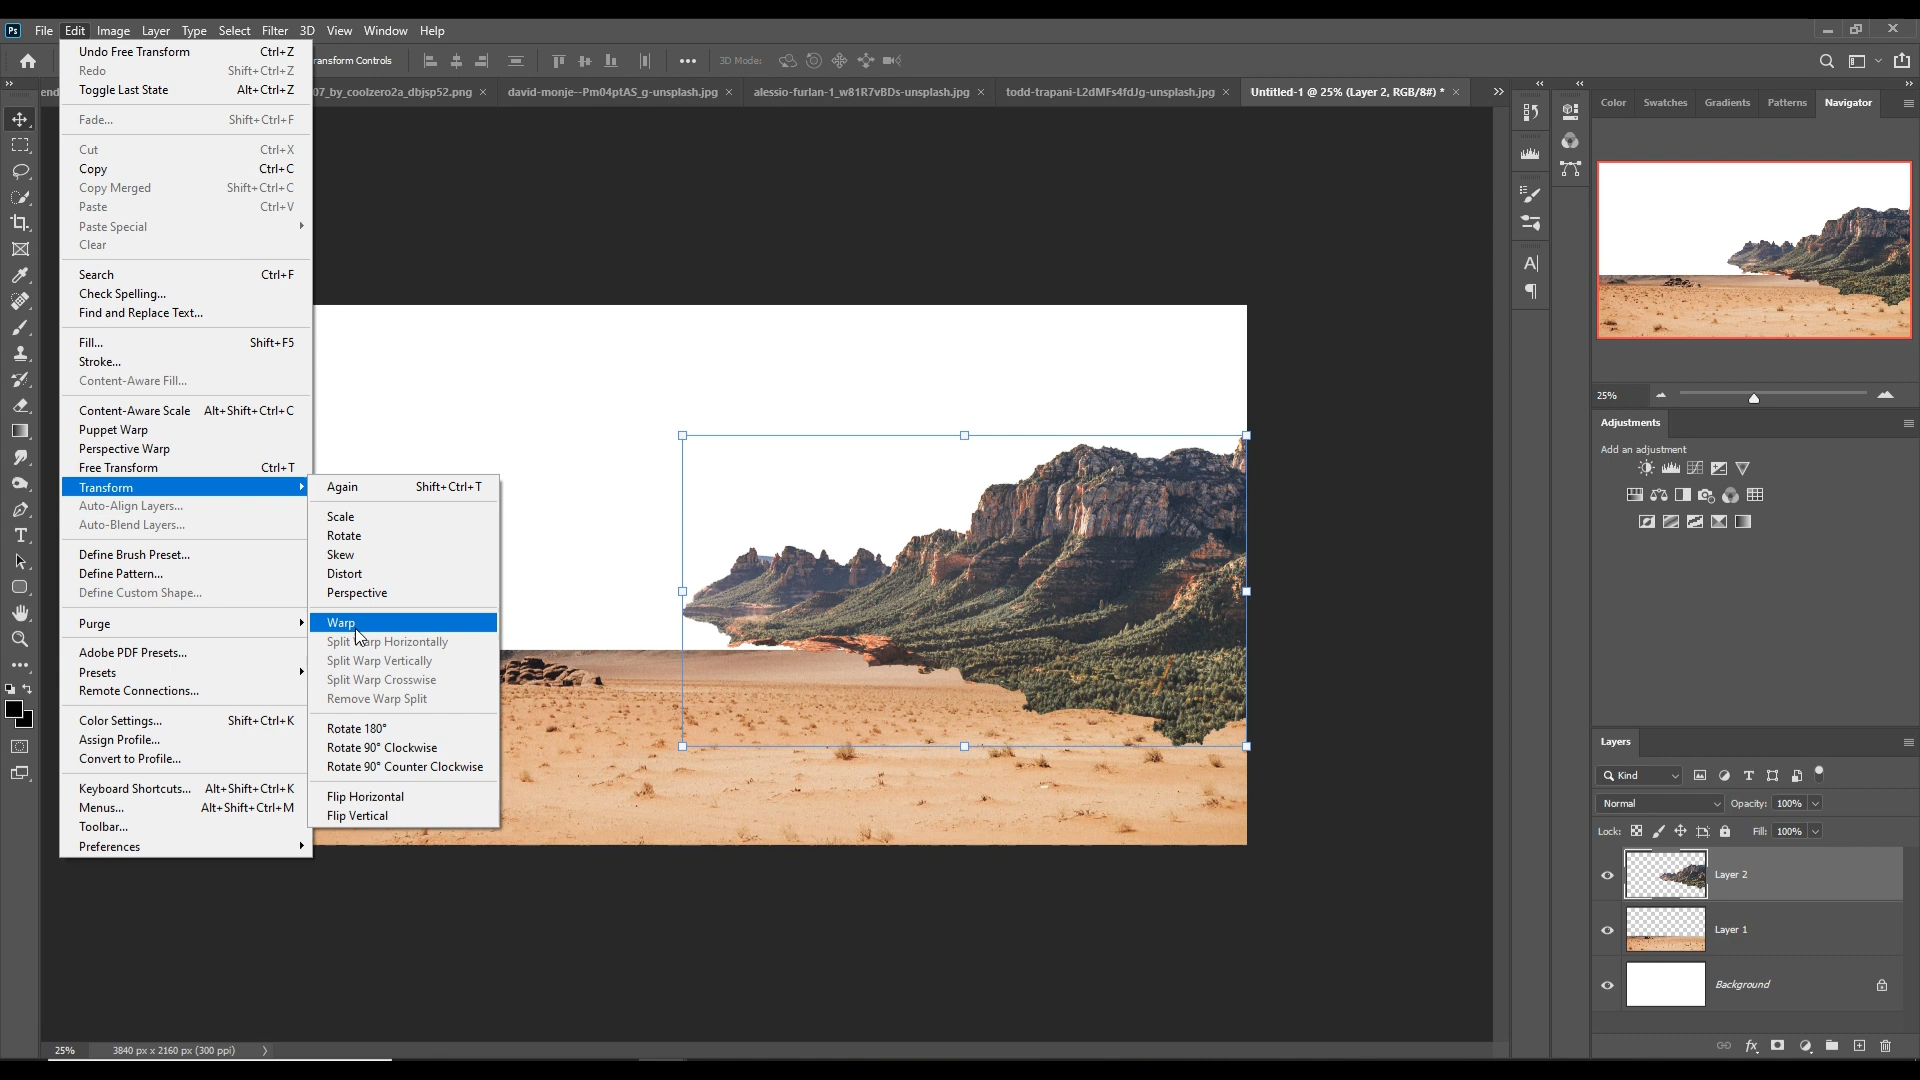 Ps File Edit Image Layer Type Select Filter 3D View Window Help
ransform Controls 3D Mode:
end 07_by_coolzero2a_dbjsp52.png × david-monje--Pm04ptAS_g-unsplash.jpg × alessio-furlan-1_w81R7vBDs-unsplash.jpg × todd-trapani-L2dMFs4fdJg-unsplash.jpg × Untitled-1 @ 25% (Layer 2, RGB/8#) * ×
Undo Free Transform Ctrl+Z
Redo Shift+Ctrl+Z
Toggle Last State Alt+Ctrl+Z
Fade... Shift+Ctrl+F
Cut Ctrl+X
Copy Ctrl+C
Copy Merged Shift+Ctrl+C
Paste Ctrl+V
Paste Special
Clear
Search Ctrl+F
Check Spelling...
Find and Replace Text...
Fill... Shift+F5
Stroke...
Content-Aware Fill...
Content-Aware Scale Alt+Shift+Ctrl+C
Puppet Warp
Perspective Warp
Free Transform Ctrl+T
Transform
Auto-Align Layers...
Auto-Blend Layers...
Define Brush Preset...
Define Pattern...
Define Custom Shape...
Purge
Adobe PDF Presets...
Presets
Remote Connections...
Color Settings... Shift+Ctrl+K
Assign Profile...
Convert to Profile...
Keyboard Shortcuts... Alt+Shift+Ctrl+K
Menus... Alt+Shift+Ctrl+M
Toolbar...
Preferences
Again Shift+Ctrl+T
Scale
Rotate
Skew
Distort
Perspective
Warp
Split Warp Horizontally
Split Warp Vertically
Split Warp Crosswise
Remove Warp Split
Rotate 180°
Rotate 90° Clockwise
Rotate 90° Counter Clockwise
Flip Horizontal
Flip Vertical
25% 3840 px x 2160 px (300 ppi)
Color Swatches Gradients Patterns Navigator
25%
Adjustments
Add an adjustment
Layers
Kind
Normal Opacity: 100%
Lock: Fill: 100%
Layer 2
Layer 1
Background